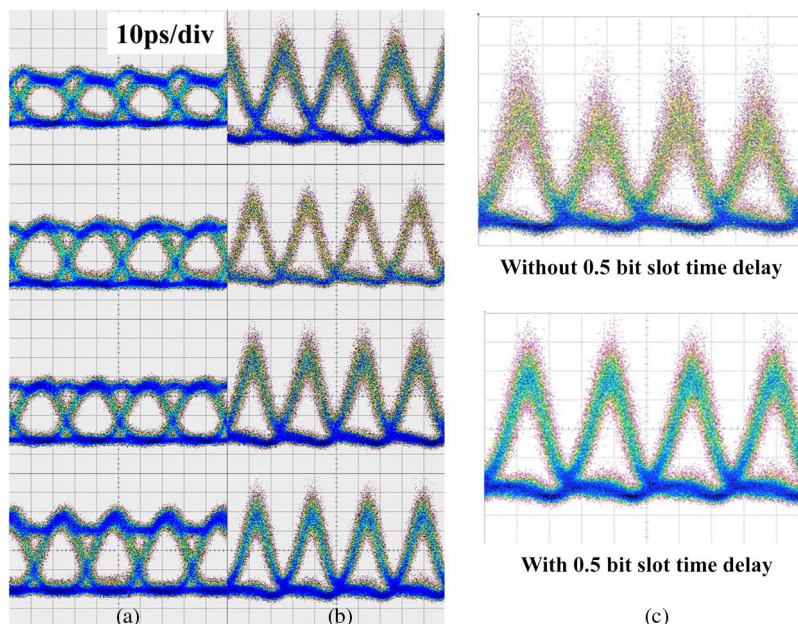 10ps/div
Without 0.5 bit slot time delay
With 0.5 bit slot time delay
(a)
(b)
(c)